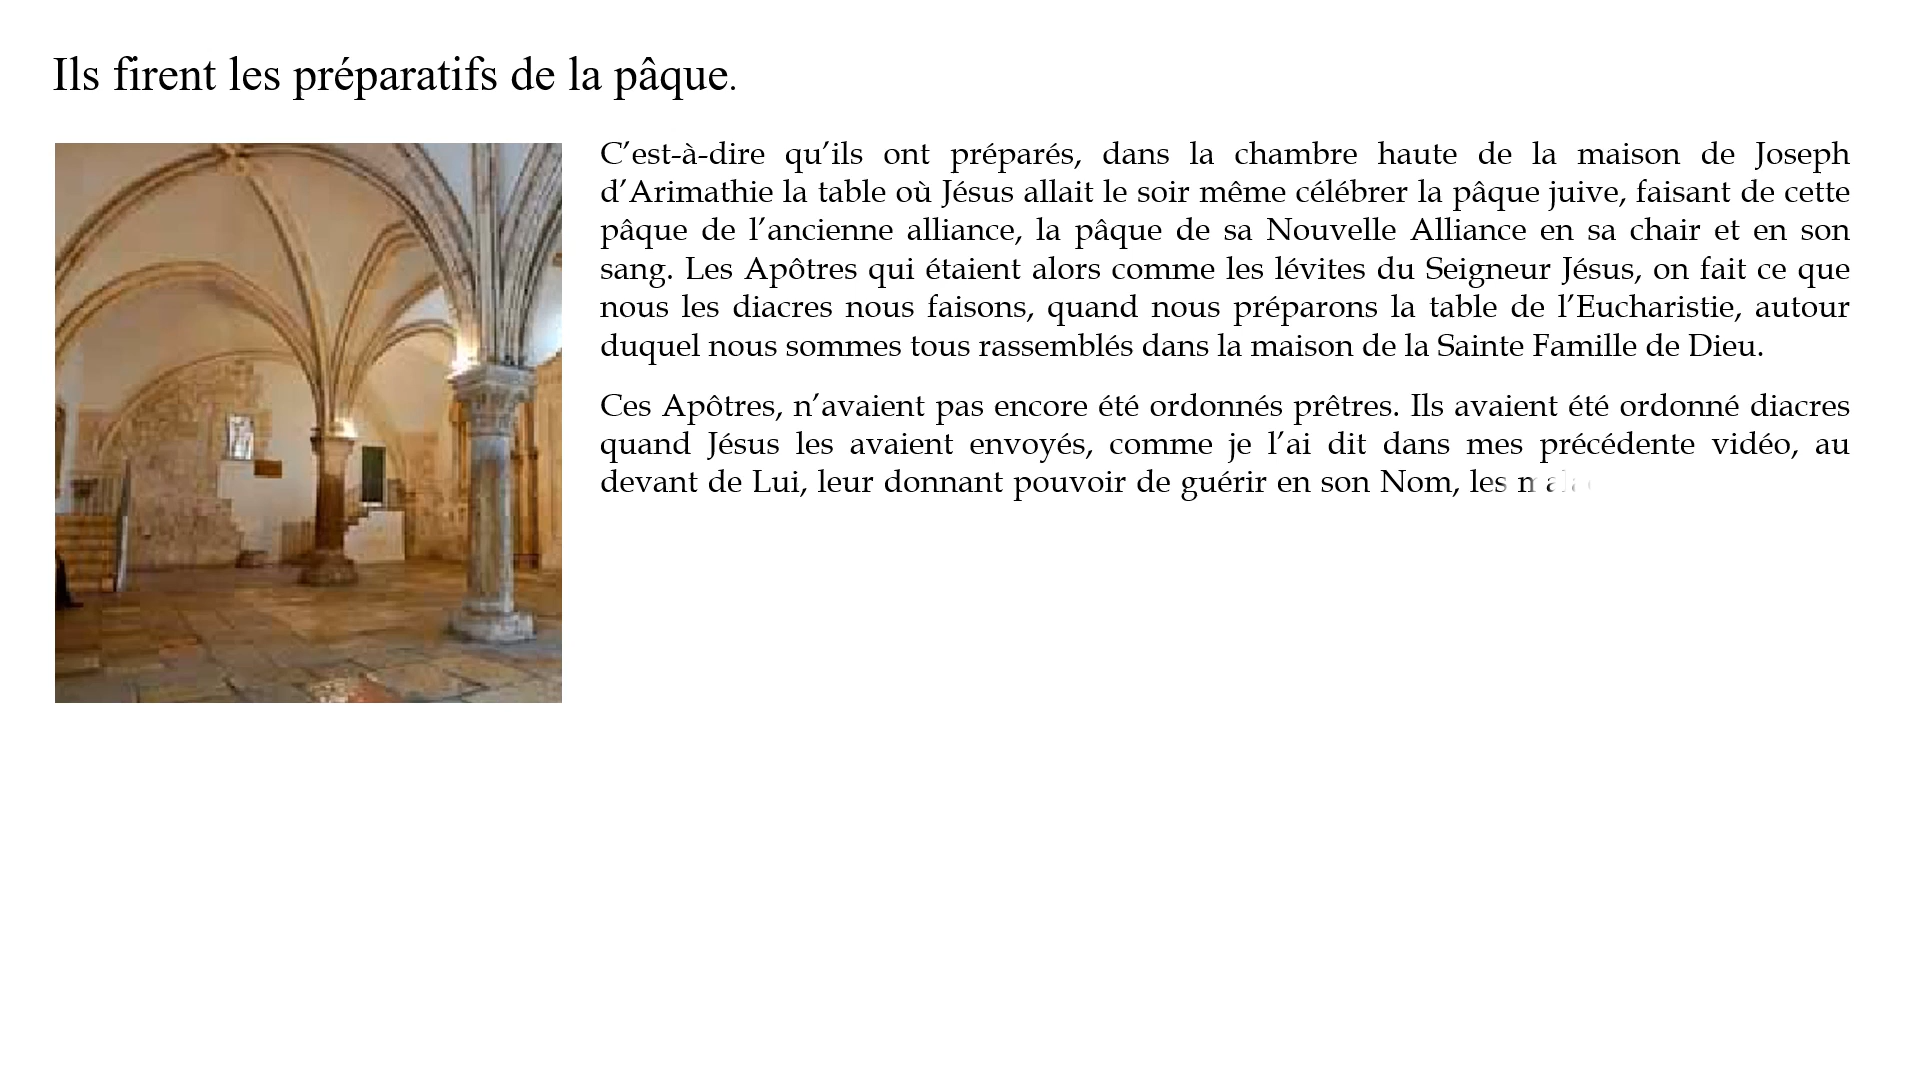 Ils firent les préparatifs de la pâque.
C’est-à-dire qu’ils ont préparés, dans la chambre haute de la maison de Joseph
d’Arimathie la table où Jésus allait le soir même célébrer la pâque juive, faisant de cette
pâque de l’ancienne alliance, la pâque de sa Nouvelle Alliance en sa chair et en son
sang. Les Apôtres qui étaient alors comme les lévites du Seigneur Jésus, on fait ce que
nous les diacres nous faisons, quand nous préparons la table de l’Eucharistie, autour
duquel nous sommes tous rassemblés dans la maison de la Sainte Famille de Dieu.
Ces Apôtres, n’avaient pas encore été ordonnés prêtres. Ils avaient été ordonné diacres
quand Jésus les avaient envoyés, comme je l’ai dit dans mes précédente vidéo, au
devant de Lui, leur donnant pouvoir de guérir en son Nom, les